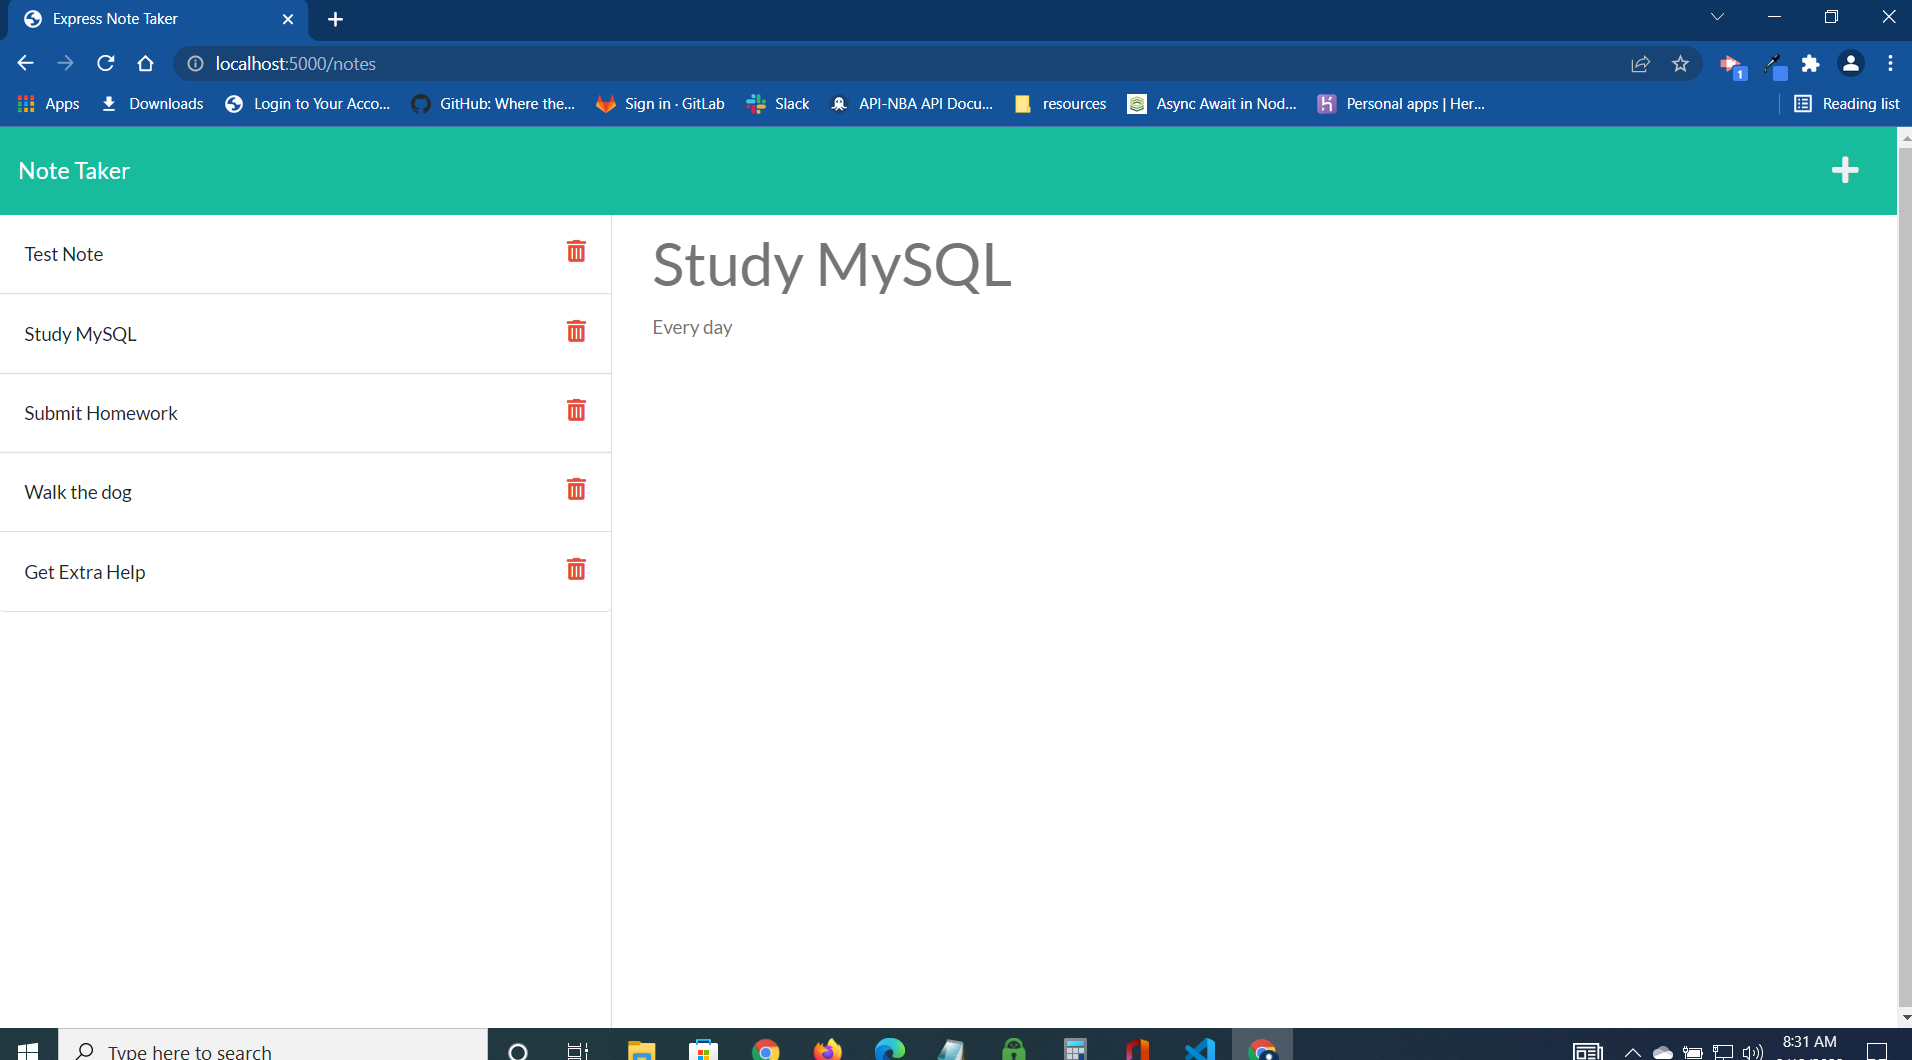 Express Note Taker
localhost:5000/notes
1
Apps Downloads Login to Your Acco... GitHub: Where the... Sign in · GitLab Slack API-NBA API Docu... resources Async Await in Nod... Personal apps | Her... Reading list
Note Taker
Test Note
Study MySQL
Submit Homework
Walk the dog
Get Extra Help
Study MySQL
Every day
Type here to search
8:31 AM